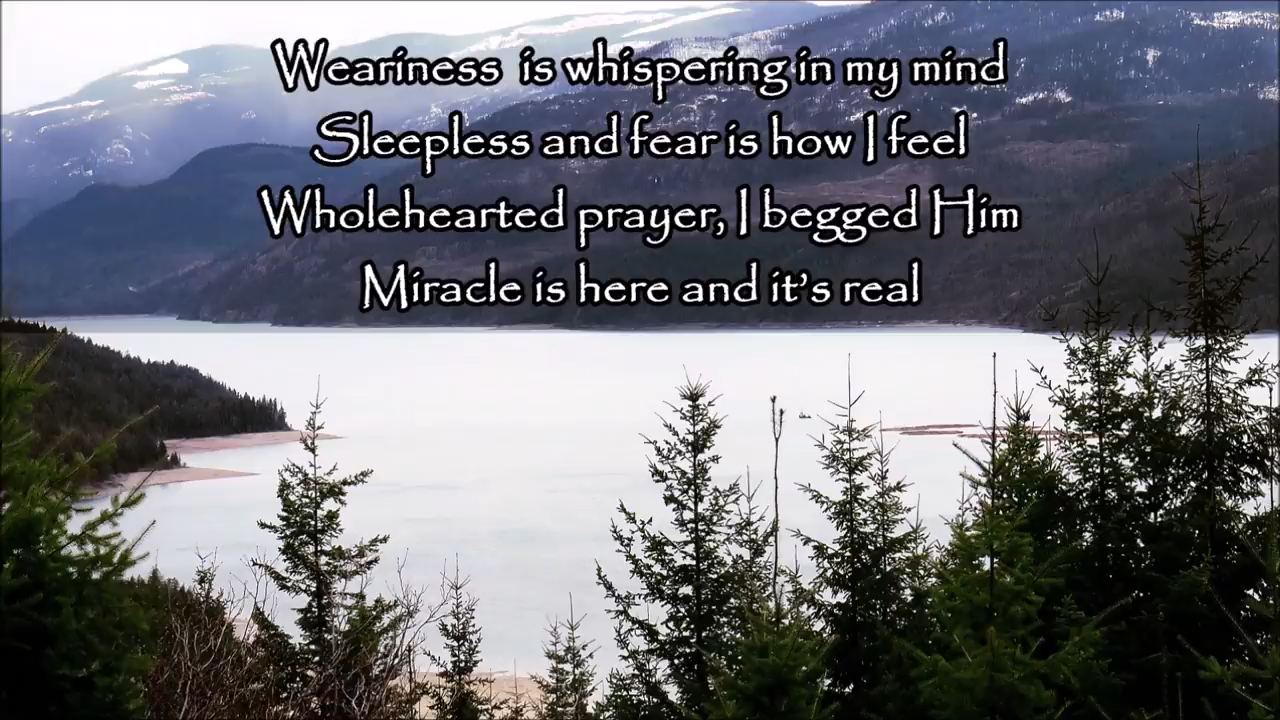 Weariness is whispering in my mind
Sleepless and fear is how I feel
Wholehearted prayer, I begged Him
Miracle is here and it's real